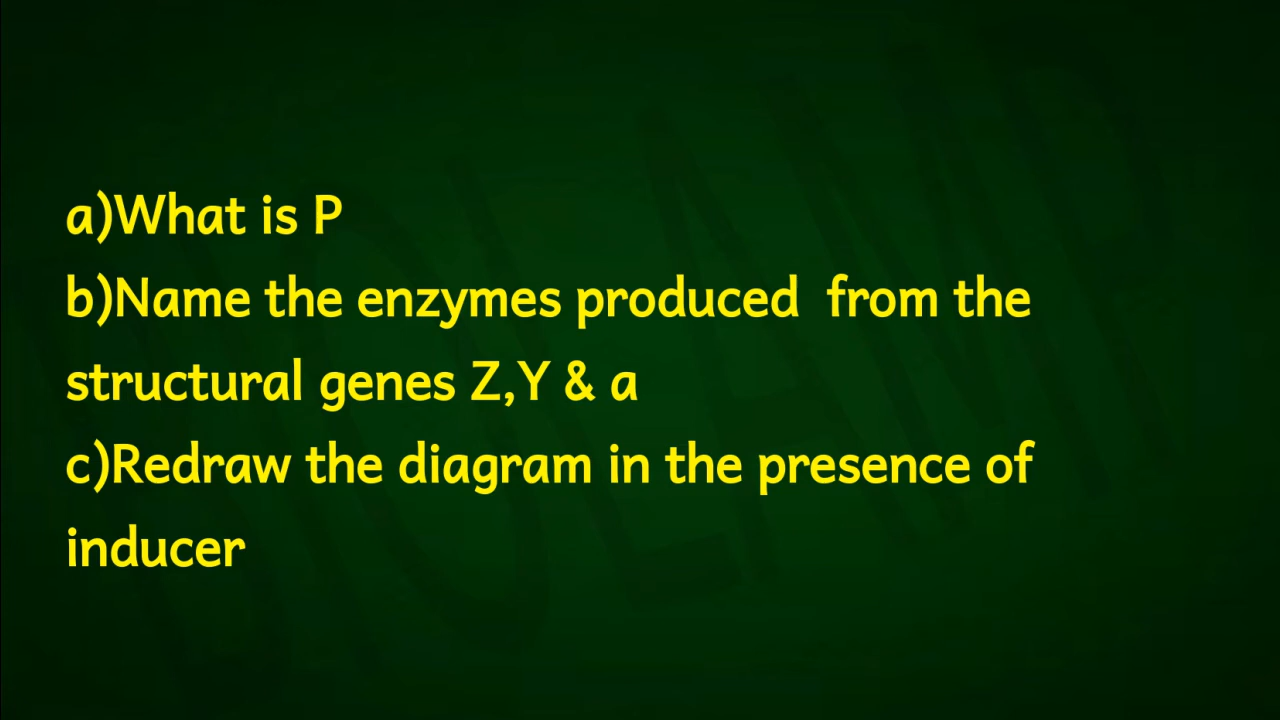 a)What is P
b)Name the enzymes produced from the
structural genes Z,Y & a
c)Redraw the diagram in the presence of
inducer